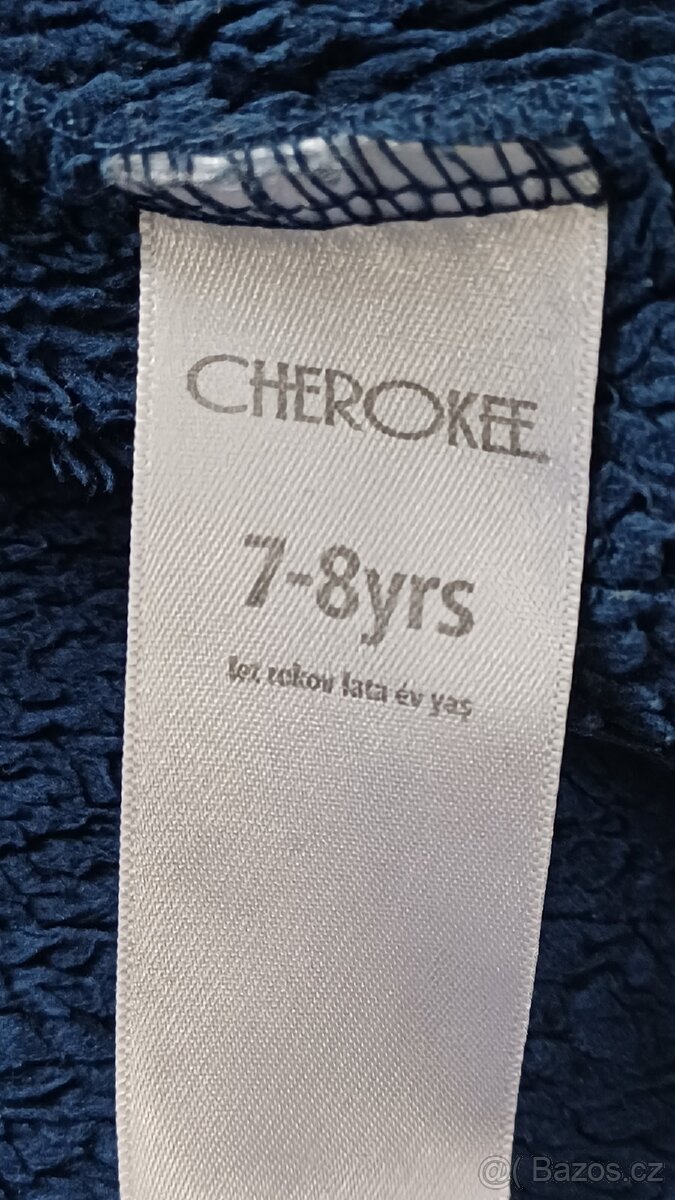 CHEROKEE
7-8yrs
let rokov lata év yaş
@( Bazos.cz